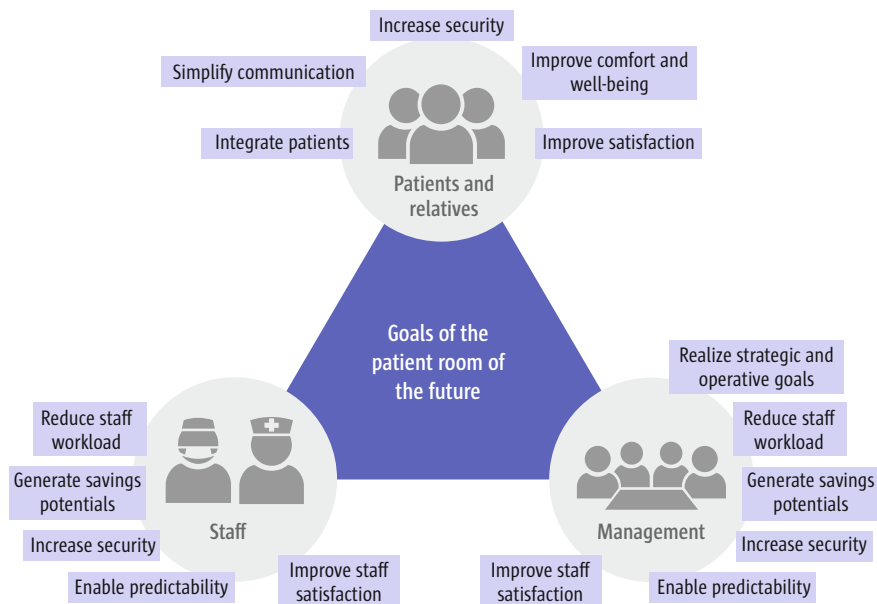 Increase security
Simplify communication
Improve comfort and
well-being
Integrate patients
Improve satisfaction
Patients and
relatives
Goals of the
patient room of
the future
Reduce staff
workload
Generate savings
potentials
Increase security
Enable predictability
Improve staff
satisfaction
Staff
Realize strategic and
operative goals
Reduce staff
workload
Generate savings
potentials
Increase security
Enable predictability
Improve staff
satisfaction
Management